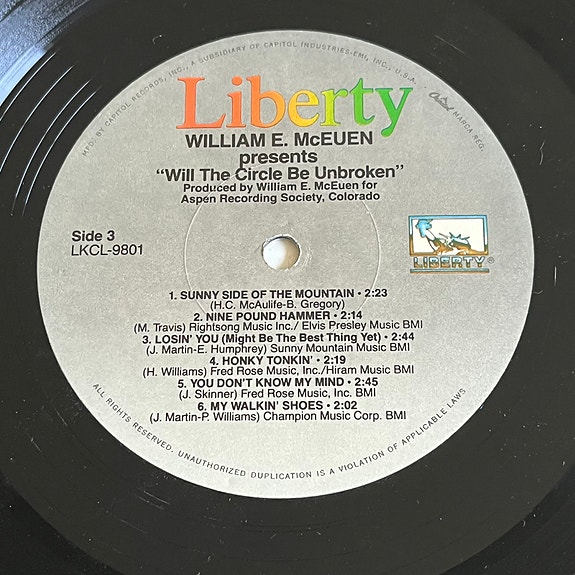 MFD. BY CAPITOL RECORDS, INC., A SUBSIDIARY OF CAPITOL INDUSTRIES-EMI, INC., U.S.A.
Capitol MARCA REG.
Liberty
WILLIAM E. McEUEN
presents
“Will The Circle Be Unbroken”
Produced by William E. McEuen for
Aspen Recording Society, Colorado
Side 3
LKCL-9801
LIBERTY®
1. SUNNY SIDE OF THE MOUNTAIN • 2:23
(H.C. McAulife-B. Gregory)
2. NINE POUND HAMMER • 2:14
(M. Travis) Rightsong Music Inc./ Elvis Presley Music BMI
3. LOSIN’ YOU (Might Be The Best Thing Yet) • 2:44
(J. Martin-E. Humphrey) Sunny Mountain Music BMI
4. HONKY TONKIN’ • 2:19
(H. Williams) Fred Rose Music, Inc./Hiram Music BMI
5. YOU DON’T KNOW MY MIND • 2:45
(J. Skinner) Fred Rose Music, Inc. BMI
6. MY WALKIN’ SHOES • 2:02
(J. Martin-P. Williams) Champion Music Corp. BMI
ALL RIGHTS RESERVED. UNAUTHORIZED DUPLICATION IS A VIOLATION OF APPLICABLE LAWS